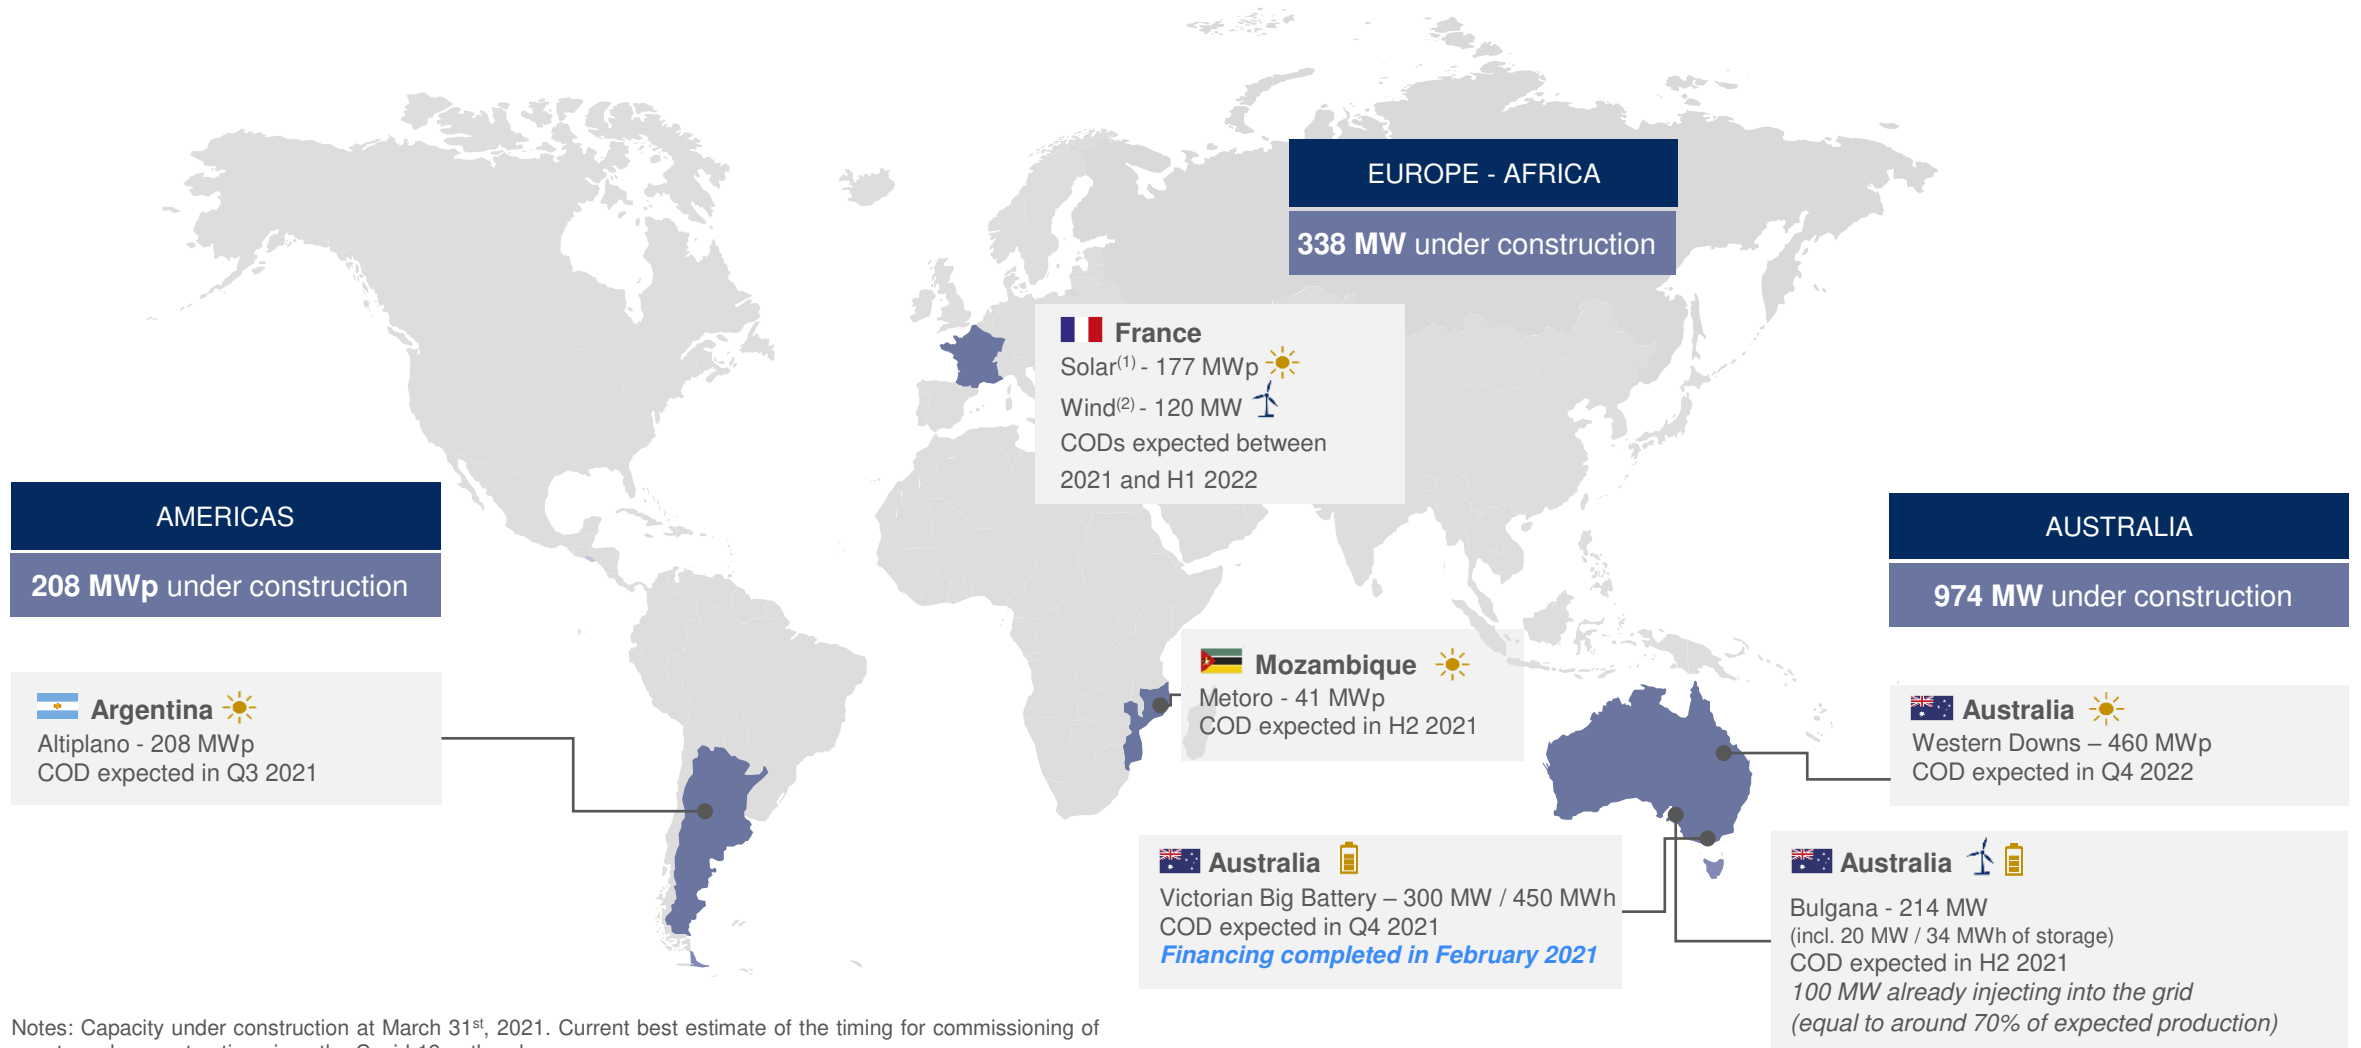 EUROPE - AFRICA
338 MW under construction
France
Solar(1) - 177 MWp
Wind(2) - 120 MW
CODs expected between
2021 and H1 2022
AMERICAS
208 MWp under construction
Argentina
Altiplano - 208 MWp
COD expected in Q3 2021
Mozambique
Metoro - 41 MWp
COD expected in H2 2021
AUSTRALIA
974 MW under construction
Australia
Western Downs – 460 MWp
COD expected in Q4 2022
Australia
Victorian Big Battery – 300 MW / 450 MWh
COD expected in Q4 2021
Financing completed in February 2021
Australia
Bulgana - 214 MW
(incl. 20 MW / 34 MWh of storage)
COD expected in H2 2021
100 MW already injecting into the grid
(equal to around 70% of expected production)
Notes: Capacity under construction at March 31st, 2021. Current best estimate of the timing for commissioning of